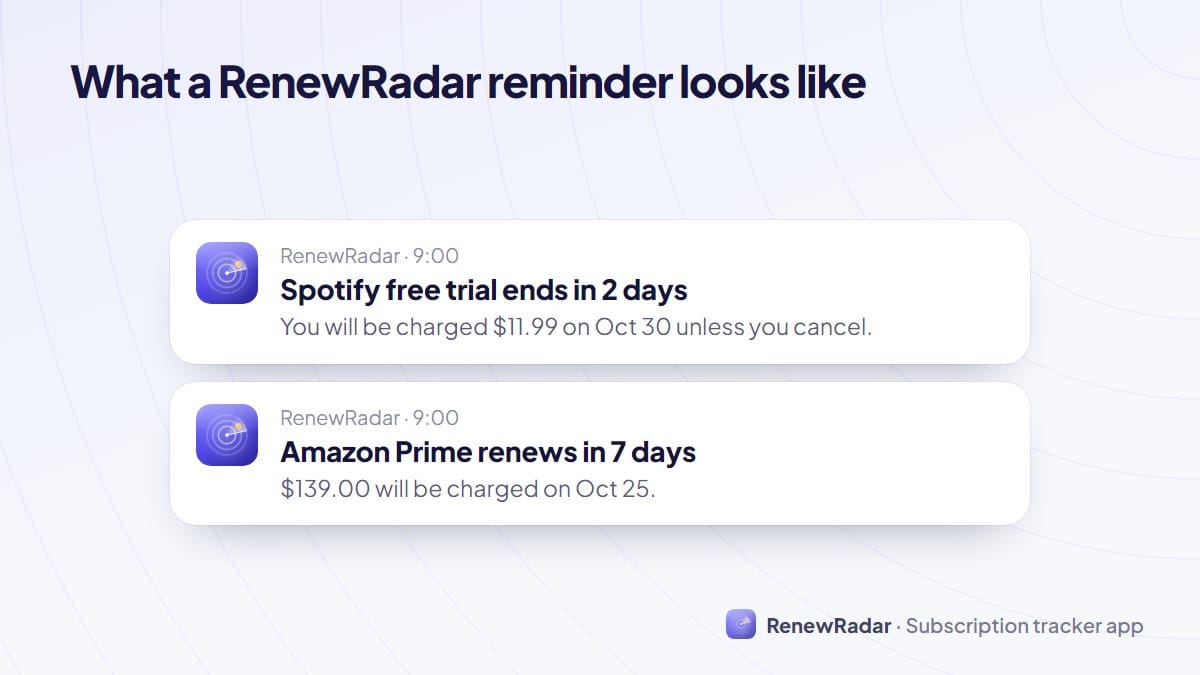 What a RenewRadar reminder looks like
RenewRadar · 9:00
Spotify free trial ends in 2 days
You will be charged $11.99 on Oct 30 unless you cancel.
RenewRadar · 9:00
Amazon Prime renews in 7 days
$139.00 will be charged on Oct 25.
RenewRadar · Subscription tracker app